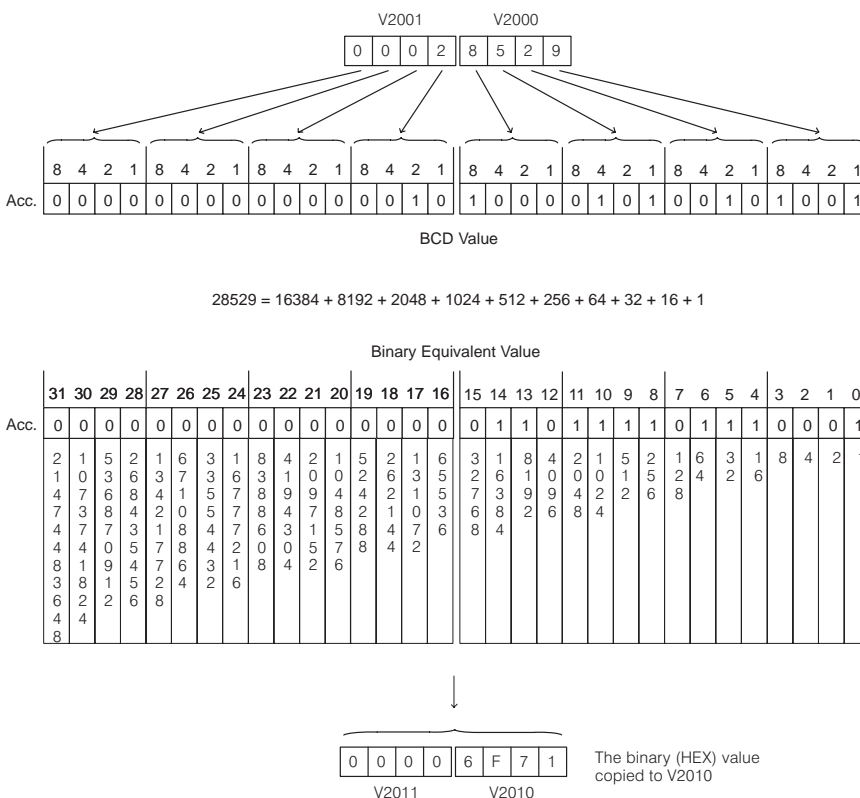 V2001 V2000
0 0 0 2 8 5 2 9
8 4 2 1 8 4 2 1 8 4 2 1 8 4 2 1 8 4 2 1 8 4 2 1 8 4 2 1 8 4 2 1
Acc. 0 0 0 0 0 0 0 0 0 0 0 0 0 0 1 0 1 0 0 0 0 1 0 1 0 0 1 0 1 0 0 1
BCD Value
28529 = 16384 + 8192 + 2048 + 1024 + 512 + 256 + 64 + 32 + 16 + 1
Binary Equivalent Value
31 30 29 28 27 26 25 24 23 22 21 20 19 18 17 16 15 14 13 12 11 10 9 8 7 6 5 4 3 2 1 0
Acc. 0 0 0 0 0 0 0 0 0 0 0 0 0 0 0 0 0 1 1 0 1 1 1 1 0 1 1 1 0 0 0 1
21474483648 1073741824 536870912 268435456 134217728 67108864 33554432 16777216 8388608 4194304 2097152 1048576 524288 262144 131072 65536 32768 16384 8192 4096 2048 1024 512 256 128 64 32 16 8 4 2 1
0 0 0 0 6 F 7 1
V2011 V2010
The binary (HEX) value
copied to V2010